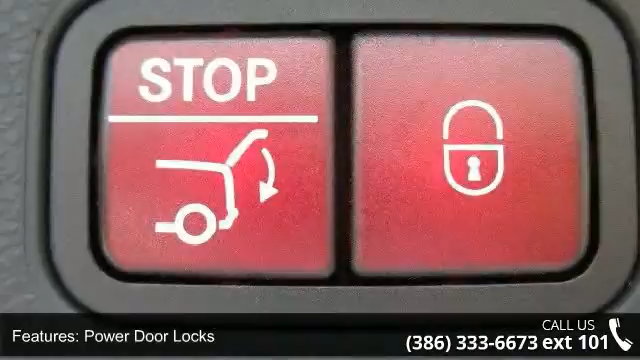 STOP
CALL US
Features: Power Door Locks
(386) 333-6673 ext 101